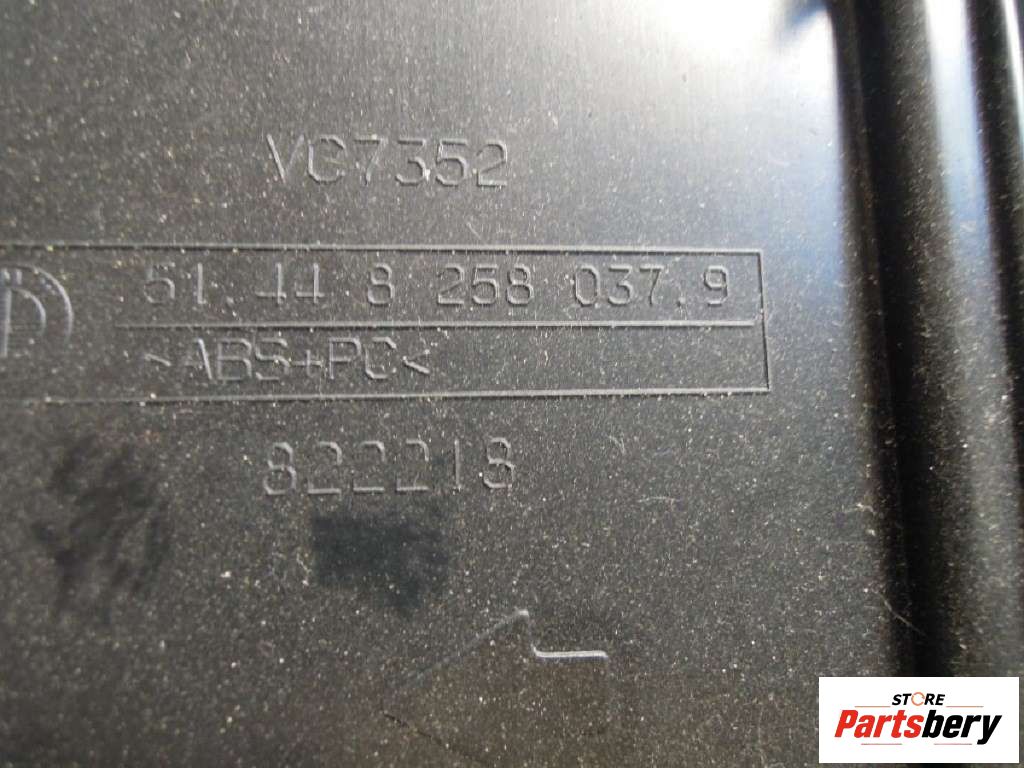 VC7352
51.44 8 258 037.9
>ABS+PC<
822218
STORE
Partsbery